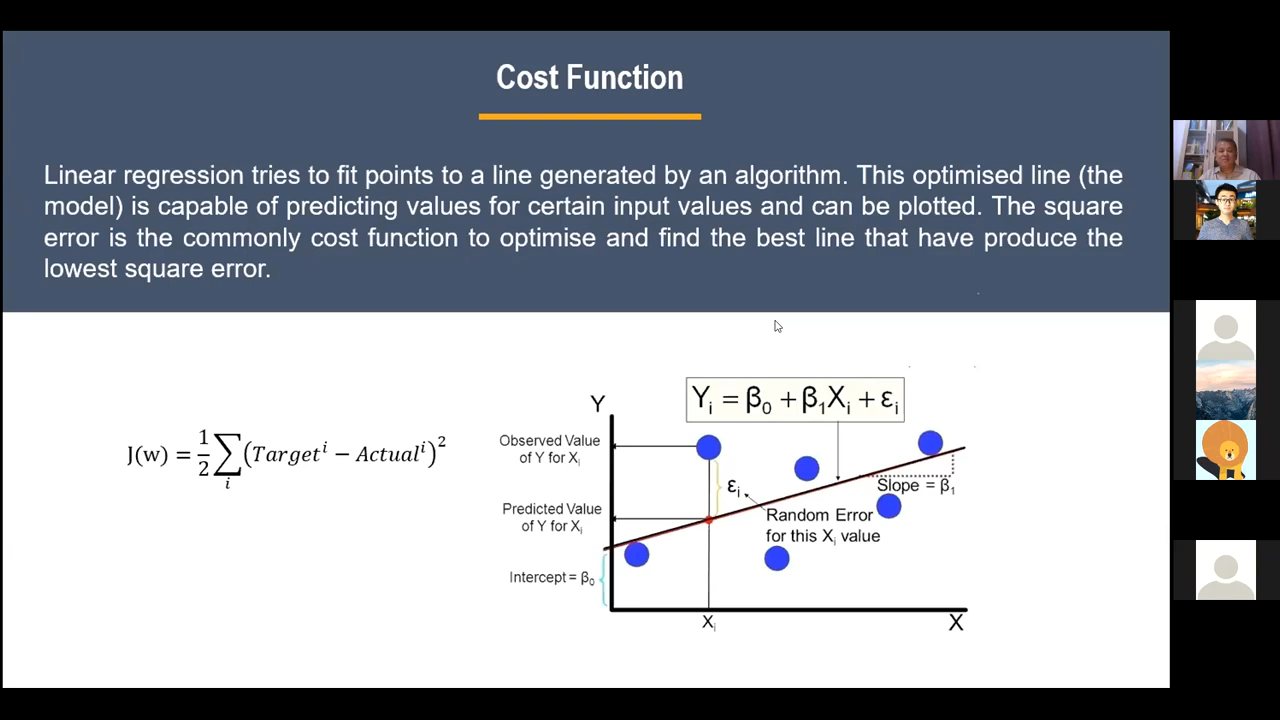 Cost Function
Linear regression tries to fit points to a line generated by an algorithm. This optimised line (the
model) is capable of predicting values for certain input values and can be plotted. The square
error is the commonly cost function to optimise and find the best line that have produce the
lowest square error.
J(w) = 1/2 ∑i (Target^i − Actual^i)^2
Y
Yi = β0 + β1Xi + εi
Observed Value
of Y for Xi
εi
Slope = β1
Predicted Value
of Y for Xi
Random Error
for this Xi value
Intercept = β0
Xi
X